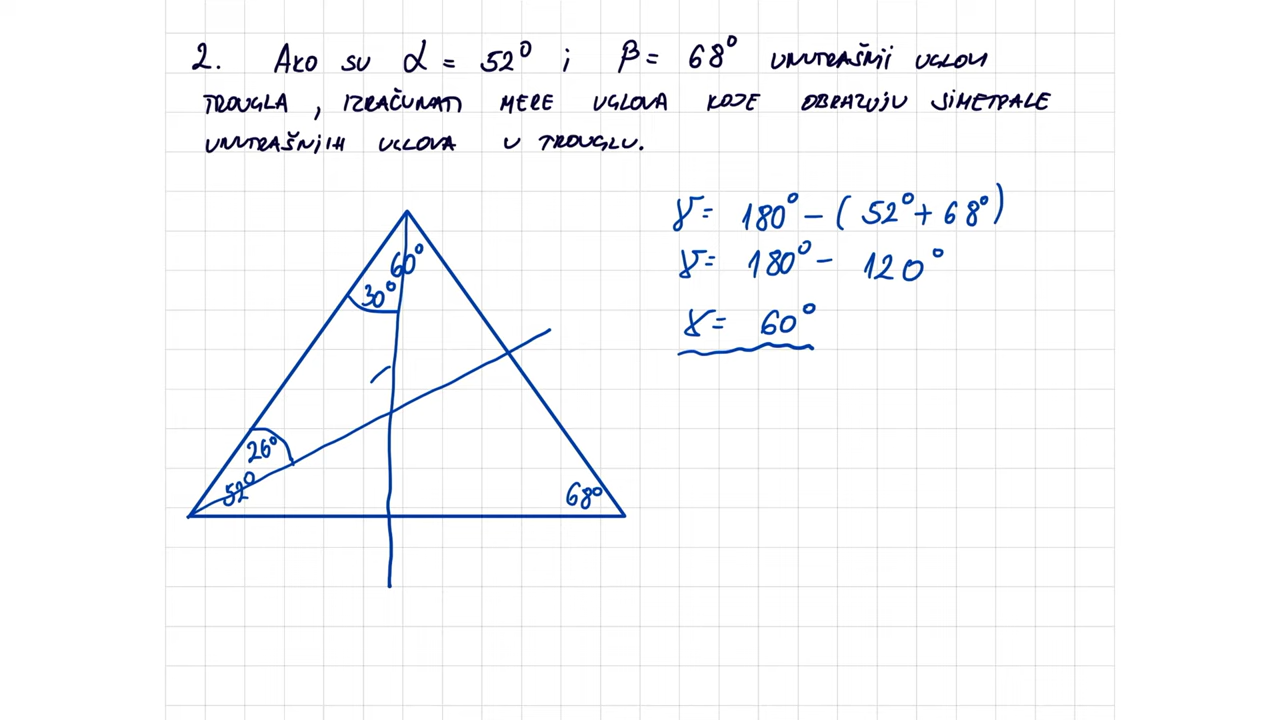 2. Ako su α = 52° i β = 68° unutrašnji uglovi
trougla, izračunati mere uglova koje obrazuju simetrale
unutrašnjih uglova u trouglu.
γ = 180° - (52° + 68°)
γ = 180° - 120°
γ = 60°
60°
30°
26°
52°
68°